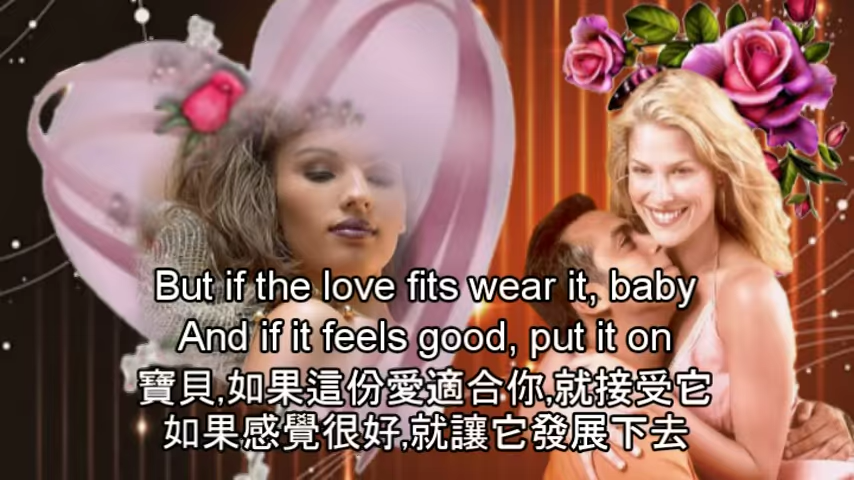 But if the love fits wear it, baby
And if it feels good, put it on
寶貝,如果這份愛適合你,就接受它
如果感覺很好,就讓它發展下去